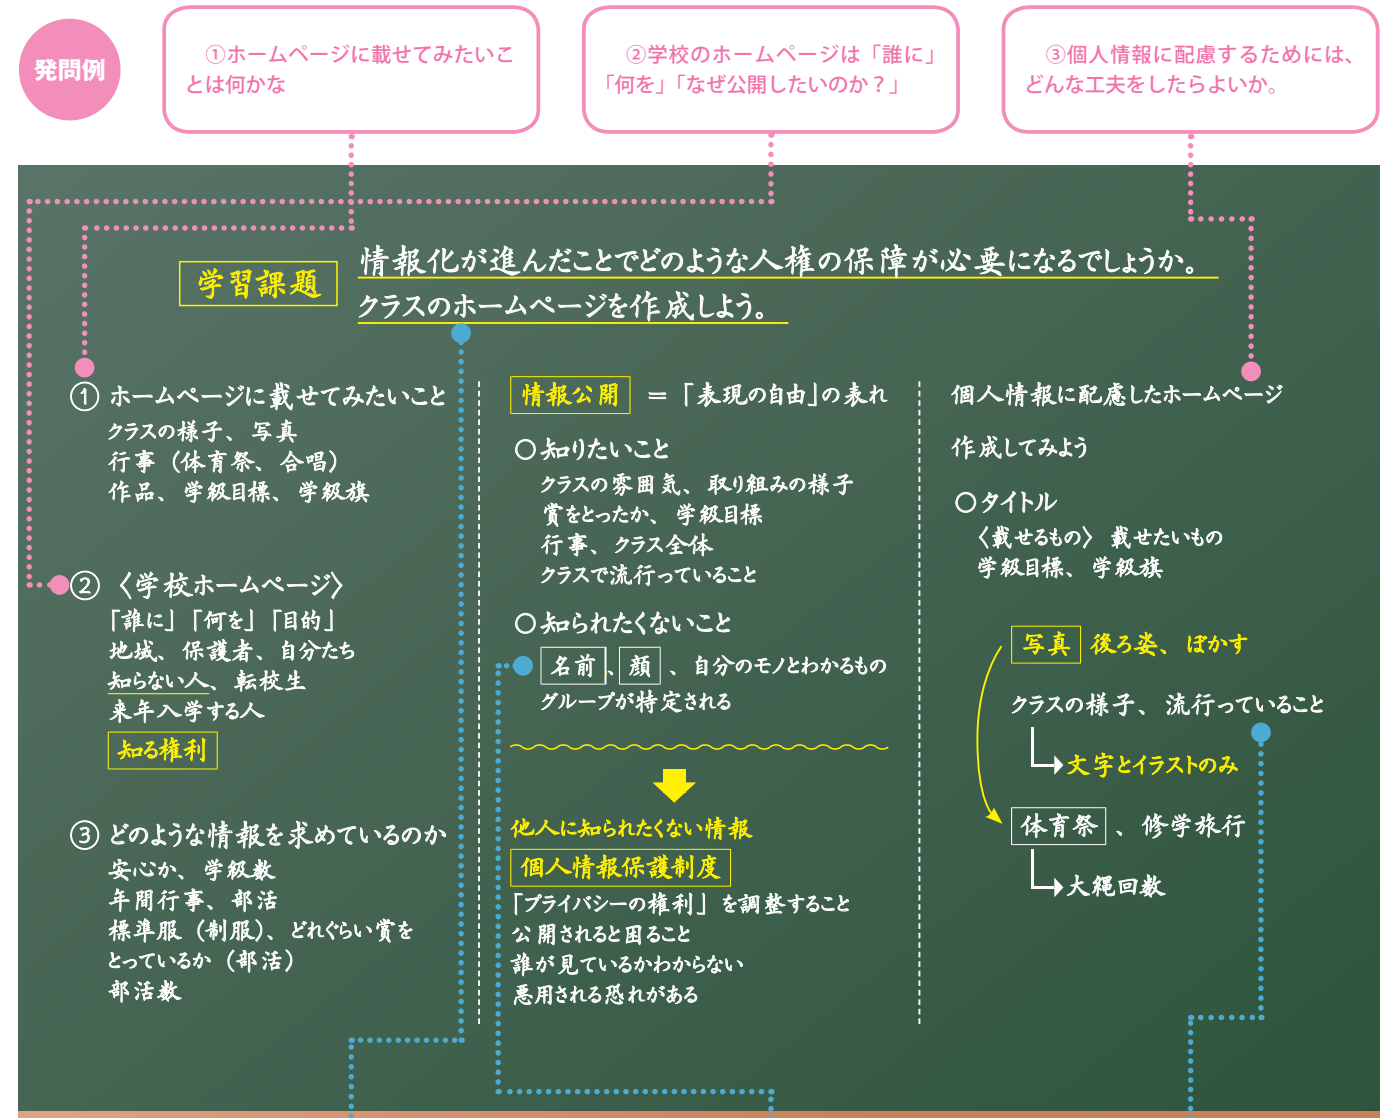 発問例
①ホームページに載せてみたいこ
とは何かな
②学校のホームページは「誰に」
「何を」「なぜ公開したいのか？」
③個人情報に配慮するためには、
どんな工夫をしたらよいか。
学習課題
情報化が進んだことでどのような人権の保障が必要になるでしょうか。
クラスのホームページを作成しよう。
① ホームページに載せてみたいこと
クラスの様子、写真
行事（体育祭、合唱）
作品、学級目標、学級旗
② 〈学校ホームページ〉
「誰に」「何を」「目的」
地域、保護者、自分たち
知らない人、転校生
来年入学する人
知る権利
③ どのような情報を求めているのか
安心か、学級数
年間行事、部活
標準服（制服）、どれぐらい賞を
とっているか（部活）
部活数
情報公開 ＝「表現の自由」の表れ
○知りたいこと
クラスの雰囲気、取り組みの様子
賞をとったか、学級目標
行事、クラス全体
クラスで流行っていること
○知られたくないこと
名前、顔、自分のモノとわかるもの
グループが特定される
他人に知られたくない情報
個人情報保護制度
「プライバシーの権利」を調整すること
公開されると困ること
誰が見ているかわからない
悪用される恐れがある
個人情報に配慮したホームページ
作成してみよう
○タイトル
〈載せるもの〉載せたいもの
学級目標、学級旗
写真 後ろ姿、ぼかす
クラスの様子、流行っていること
文字とイラストのみ
体育祭、修学旅行
大縄回数